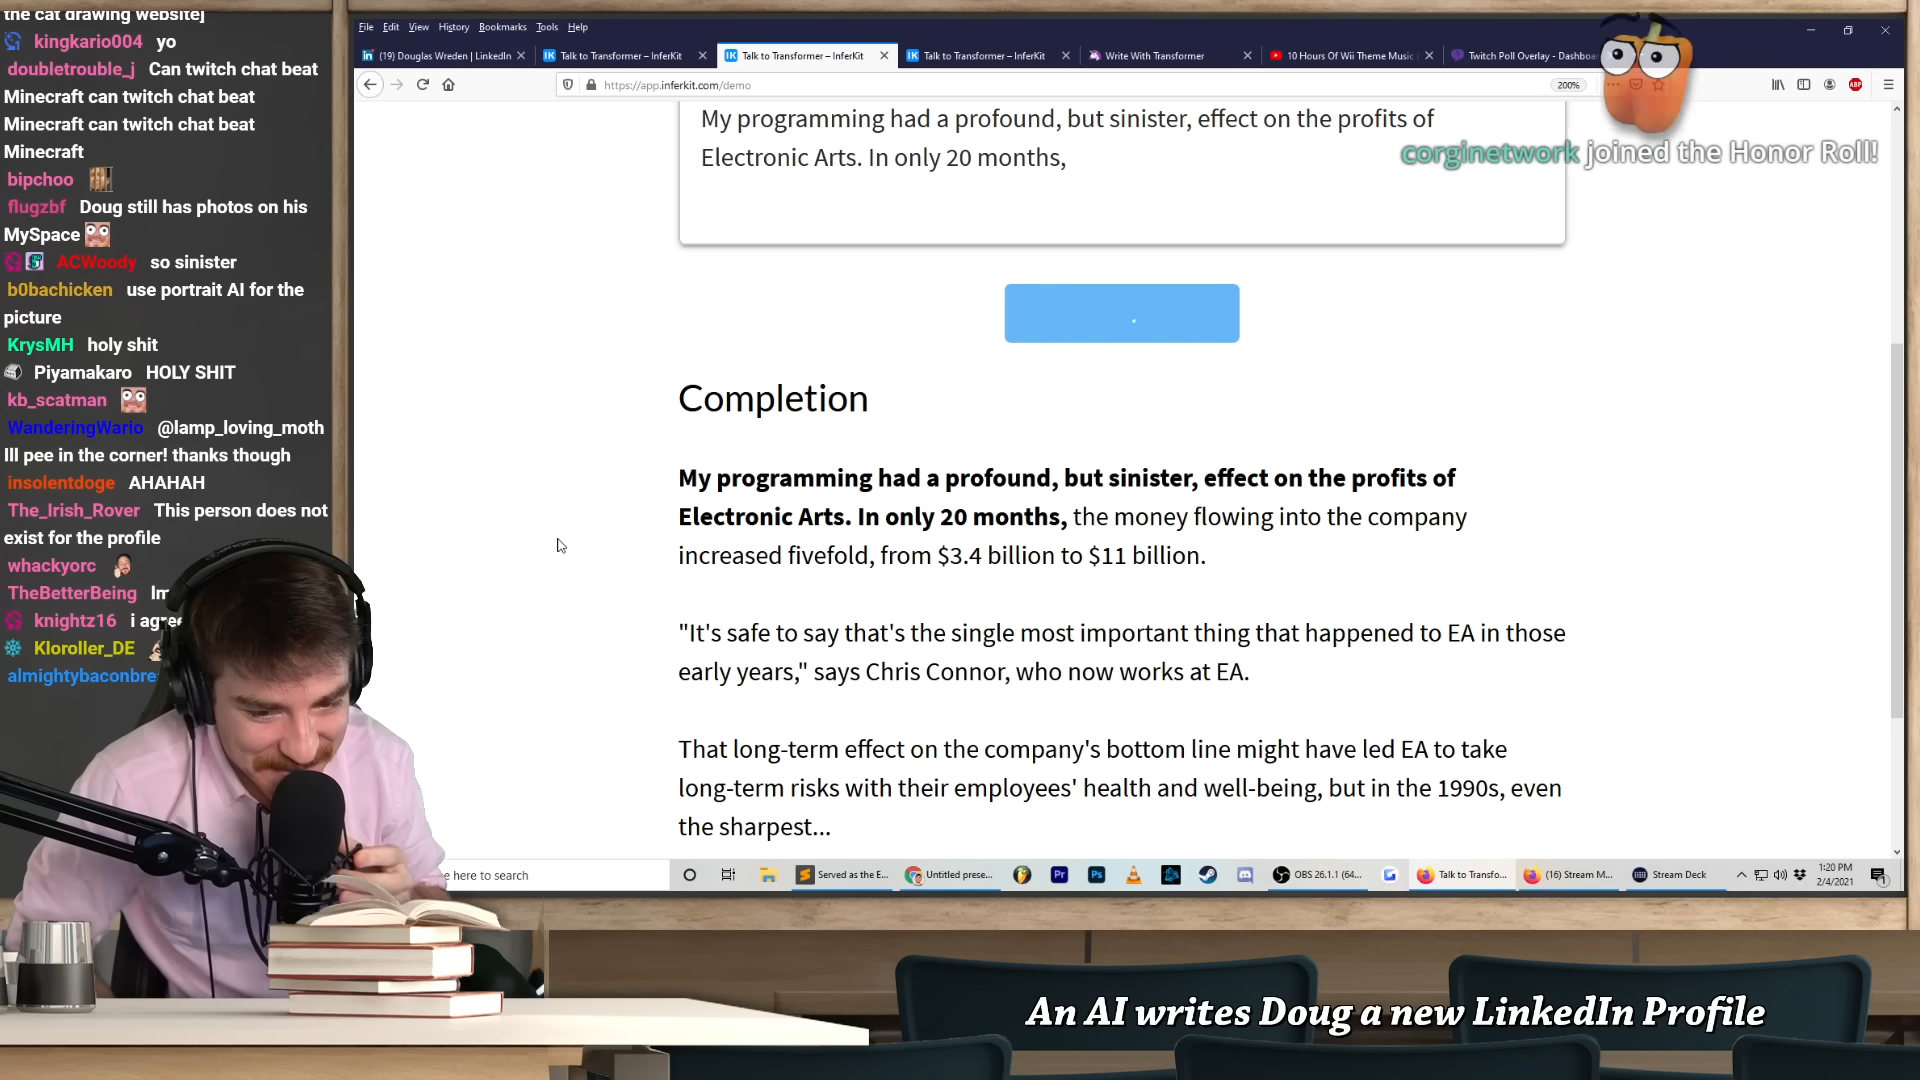 the cat drawing website]
kingkario004 yo
doubletrouble_j Can twitch chat beat
Minecraft can twitch chat beat
Minecraft can twitch chat beat
Minecraft
bipchoo
flugzbf Doug still has photos on his
MySpace
ACWoody so sinister
b0bachicken use portrait AI for the
picture
KrysMH holy shit
Piyamakaro HOLY SHIT
kb_scatman
WanderingWario @lamp_loving_moth
Ill pee in the corner! thanks though
insolentdoge AHAHAH
The_Irish_Rover This person does not
exist for the profile
whackyorc
TheBetterBeing
knightz16 i agree
Kloroller_DE
File Edit View History Bookmarks Tools Help
(19) Douglas Wreden | LinkedIn
Talk to Transformer – InferKit
Talk to Transformer – InferKit
Talk to Transformer – InferKit
Write With Transformer
10 Hours Of Wii Theme Music
Twitch Poll Overlay - Dashboa
https://app.inferkit.com/demo
200%
ABP
corginetwork joined the Honor Roll!
My programming had a profound, but sinister, effect on the profits of
Electronic Arts. In only 20 months,
Completion
My programming had a profound, but sinister, effect on the profits of
Electronic Arts. In only 20 months, the money flowing into the company
increased fivefold, from $3.4 billion to $11 billion.
"It's safe to say that's the single most important thing that happened to EA in those
early years," says Chris Connor, who now works at EA.
That long-term effect on the company's bottom line might have led EA to take
long-term risks with their employees' health and well-being, but in the 1990s, even
the sharpest...
here to search
Served as the E...
Untitled prese...
Pr
Ps
OBS 26.1.1 (64...
Talk to Transfo...
(16) Stream M...
Stream Deck
1:20 PM
2/4/2021
1
An AI writes Doug a new LinkedIn Profile